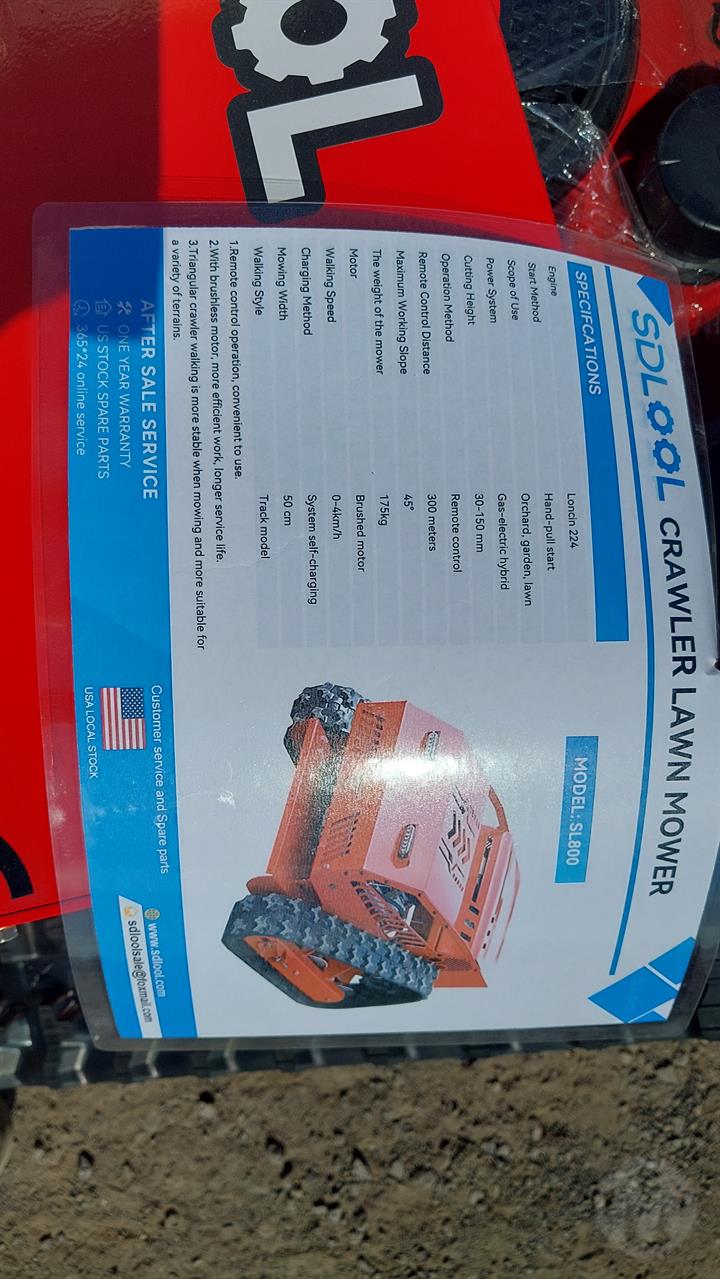 OL
SDLOOL CRAWLER LAWN MOWER
SPECIFCATIONS
MODEL: SL800
Engine Loncin 224
Start Method Hand-pull start
Scope of Use Orchard, garden, lawn
Power System Gas-electric hybrid
Cutting Height 30-150 mm
Operation Method Remote control
Remote Control Distance 300 meters
Maximum Working Slope 45°
The weight of the mower 175kg
Motor Brushed motor
Walking Speed 0-4km/h
Charging Method System self-charging
Mowing Width 50 cm
Walking Style Track model
1.Remote control operation, convenient to use.
2.With brushless motor, more efficient work, longer service life.
3.Triangular crawler walking is more stable when mowing and more suitable for
a variety of terrains.
AFTER SALE SERVICE
ONE YEAR WARRANTY
US STOCK SPARE PARTS
365*24 online service
Customer service and Spare parts
USA LOCAL STOCK
www.sdlool.com
sdloolsale@foxmail.com